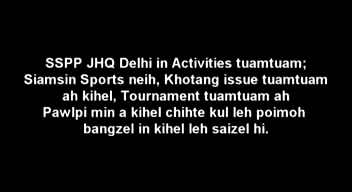 SSPP JHQ Delhi in Activities tuamtuam;
Siamsin Sports neih, Khotang issue tuamtuam
ah kihel, Tournament tuamtuam ah
Pawlpi min a kihel chihte kul leh poimoh
bangzel in kihel leh saizel hi.